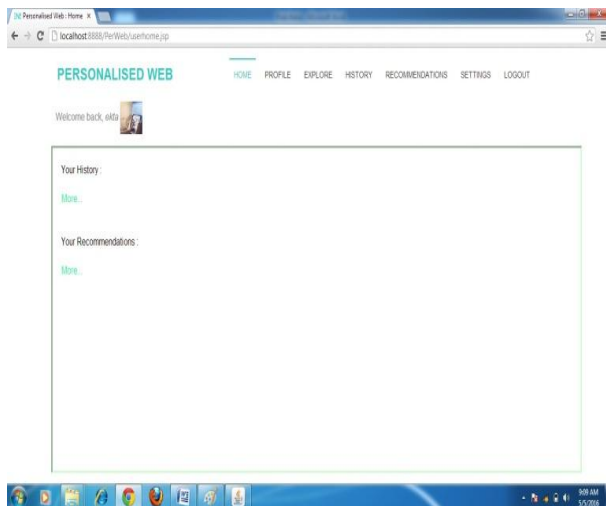 Personalised Web : Home
localhost:8888/PerWeb/userhome.jsp
PERSONALISED WEB
HOME PROFILE EXPLORE HISTORY RECOMMENDATIONS SETTINGS LOGOUT
Welcome back, ekta
Your History :
More...
Your Recommendations :
More...
9:09 AM
5/5/2016